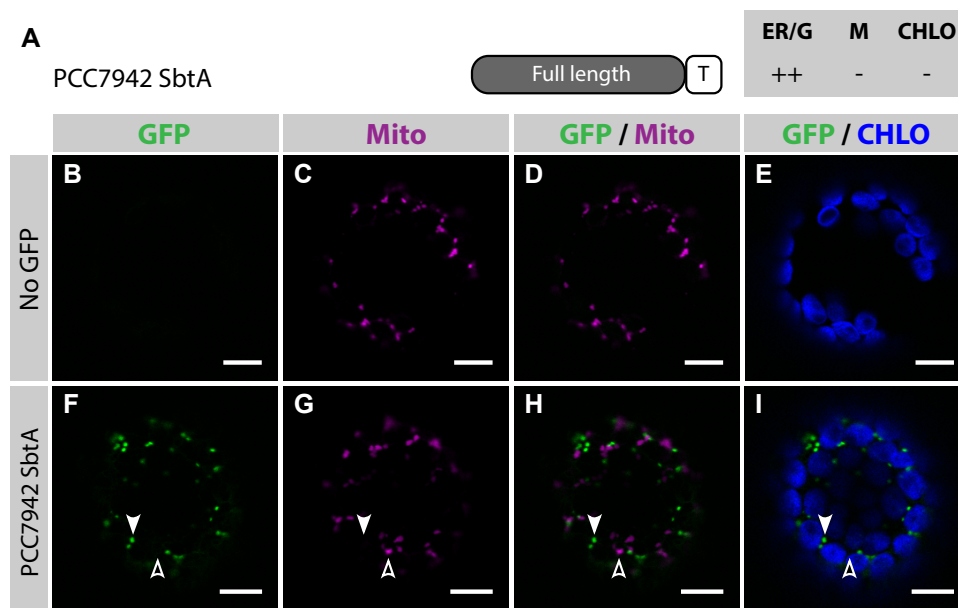 A
PCC7942 SbtA
Full length
T
ER/G M CHLO
++ - -
GFP
Mito
GFP / Mito
GFP / CHLO
No GFP
B
C
D
E
PCC7942 SbtA
F
G
H
I